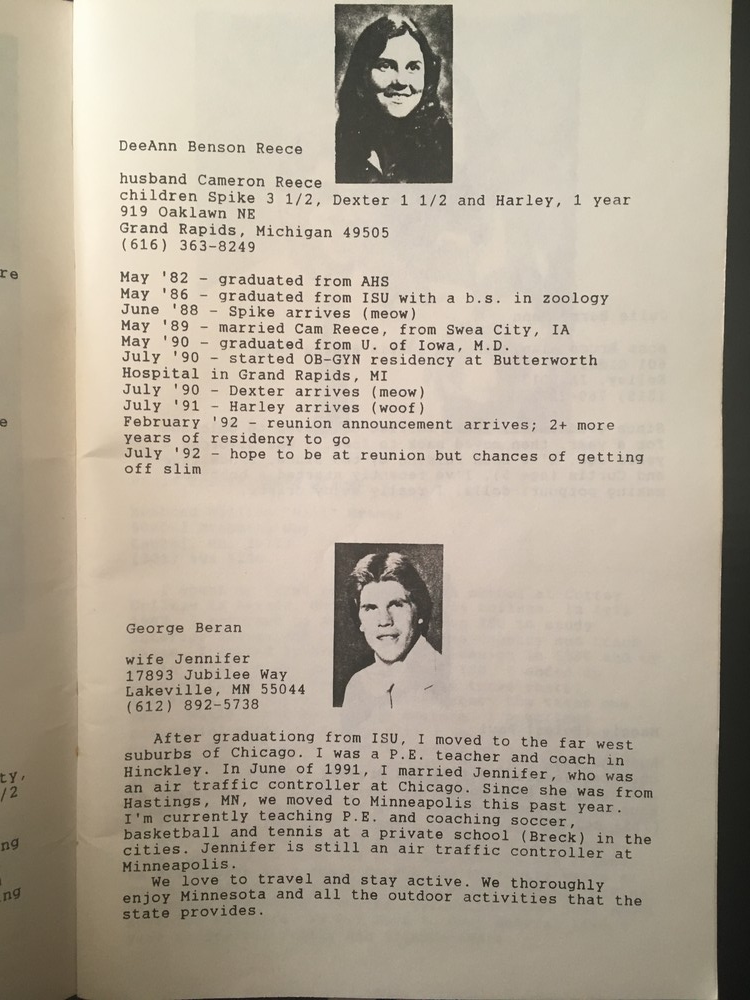 DeeAnn Benson Reece
husband Cameron Reece
children Spike 3 1/2, Dexter 1 1/2 and Harley, 1 year
919 Oaklawn NE
Grand Rapids, Michigan 49505
(616) 363-8249
May '82 - graduated from AHS
May '86 - graduated from ISU with a b.s. in zoology
June '88 - Spike arrives (meow)
May '89 - married Cam Reece, from Swea City, IA
May '90 - graduated from U. of Iowa, M.D.
July '90 - started OB-GYN residency at Butterworth
Hospital in Grand Rapids, MI
July '90 - Dexter arrives (meow)
July '91 - Harley arrives (woof)
February '92 - reunion announcement arrives; 2+ more
years of residency to go
July '92 - hope to be at reunion but chances of getting
off slim
George Beran
wife Jennifer
17893 Jubilee Way
Lakeville, MN 55044
(612) 892-5738
After graduationg from ISU, I moved to the far west
suburbs of Chicago. I was a P.E. teacher and coach in
Hinckley. In June of 1991, I married Jennifer, who was
an air traffic controller at Chicago. Since she was from
Hastings, MN, we moved to Minneapolis this past year.
I'm currently teaching P.E. and coaching soccer,
basketball and tennis at a private school (Breck) in the
cities. Jennifer is still an air traffic controller at
Minneapolis.
We love to travel and stay active. We thoroughly
enjoy Minnesota and all the outdoor activities that the
state provides.